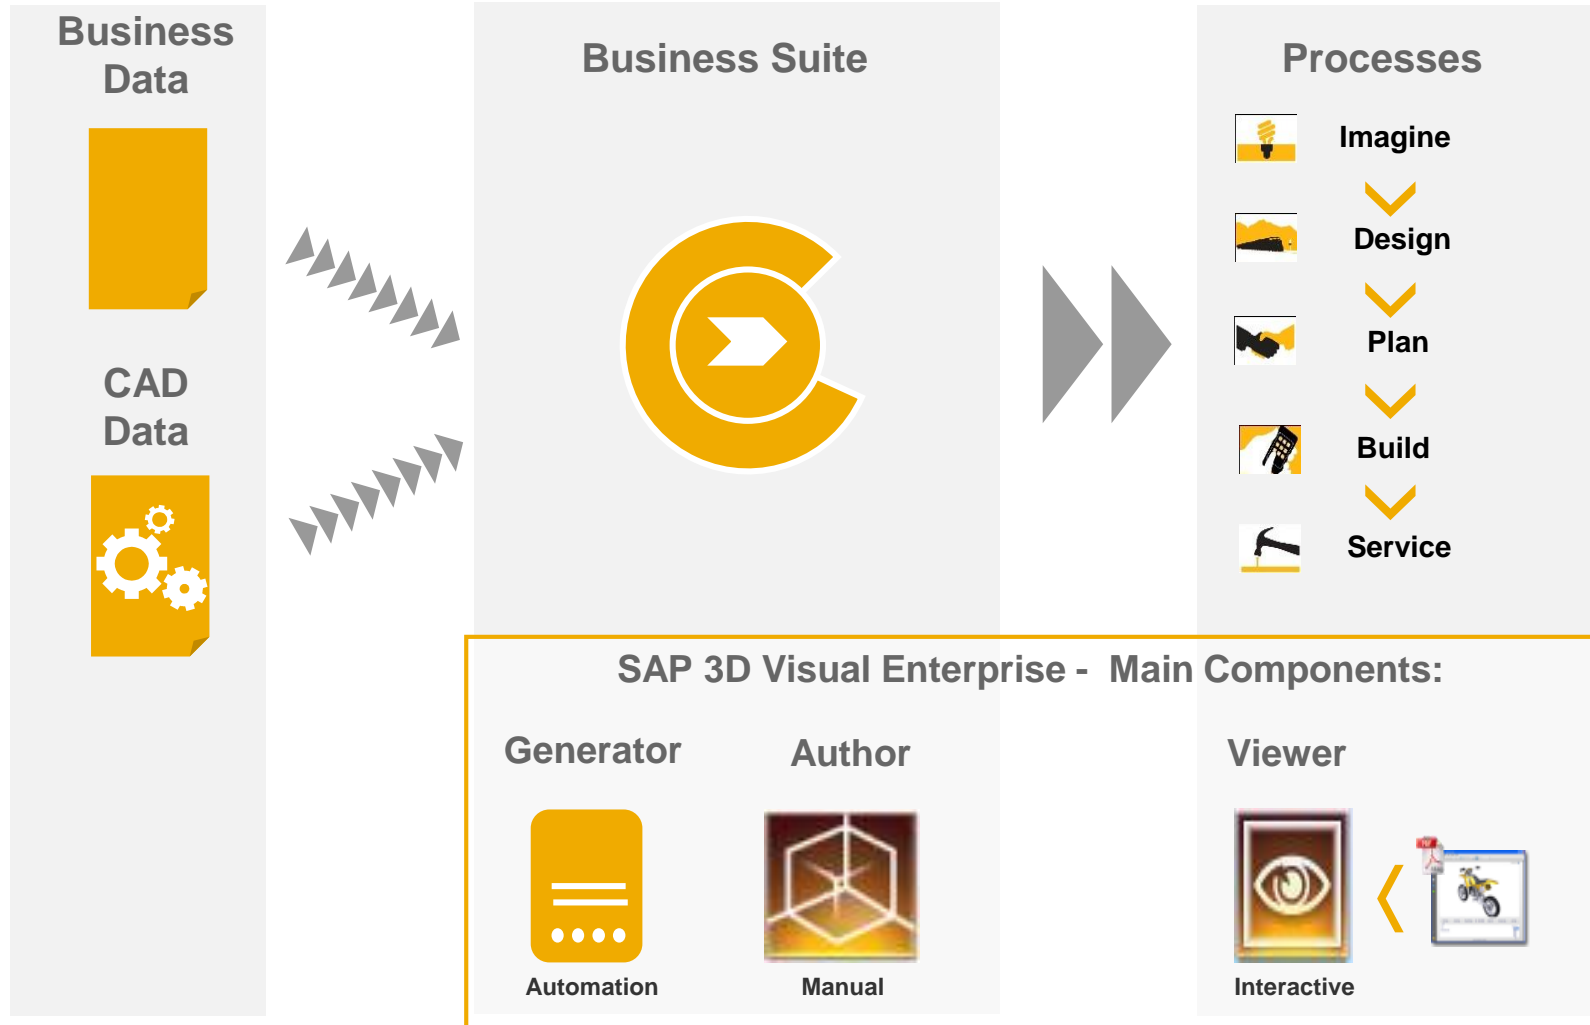 Business
Data
CAD
Data
Business Suite
Processes
Imagine
Design
Plan
Build
Service
SAP 3D Visual Enterprise -  Main Components:
Generator
Author
Viewer
PDF
Automation
Manual
Interactive